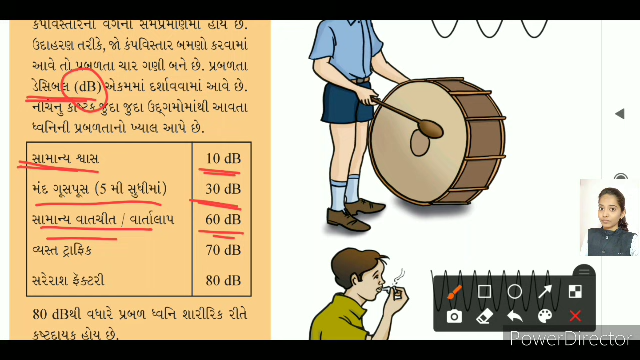 કંપવિસ્તારના વર્ગના સમપ્રમાણમાં હોય છે.
ઉદાહરણ તરીકે, જો કંપવિસ્તાર બમણો કરવામાં
આવે તો પ્રબળતા ચાર ગણી બને છે. પ્રબળતા
ડેસિબલ (dB) એકમમાં દર્શાવવામાં આવે છે.
નીચેનું કોષ્ટક જુદા જુદા ઉદ્‌ગમોમાંથી આવતા
ધ્વનિની પ્રબળતાનો ખ્યાલ આપે છે.
સામાન્ય શ્વાસ 10 dB
મંદ ગૂસપૂસ (5 મી સુધીમાં) 30 dB
સામાન્ય વાતચીત / વાર્તાલાપ 60 dB
વ્યસ્ત ટ્રાફિક 70 dB
સરેરાશ ફૅક્ટરી 80 dB
80 dBથી વધારે પ્રબળ ધ્વનિ શારીરિક રીતે
કષ્ટદાયક હોય છે.
PowerDirector